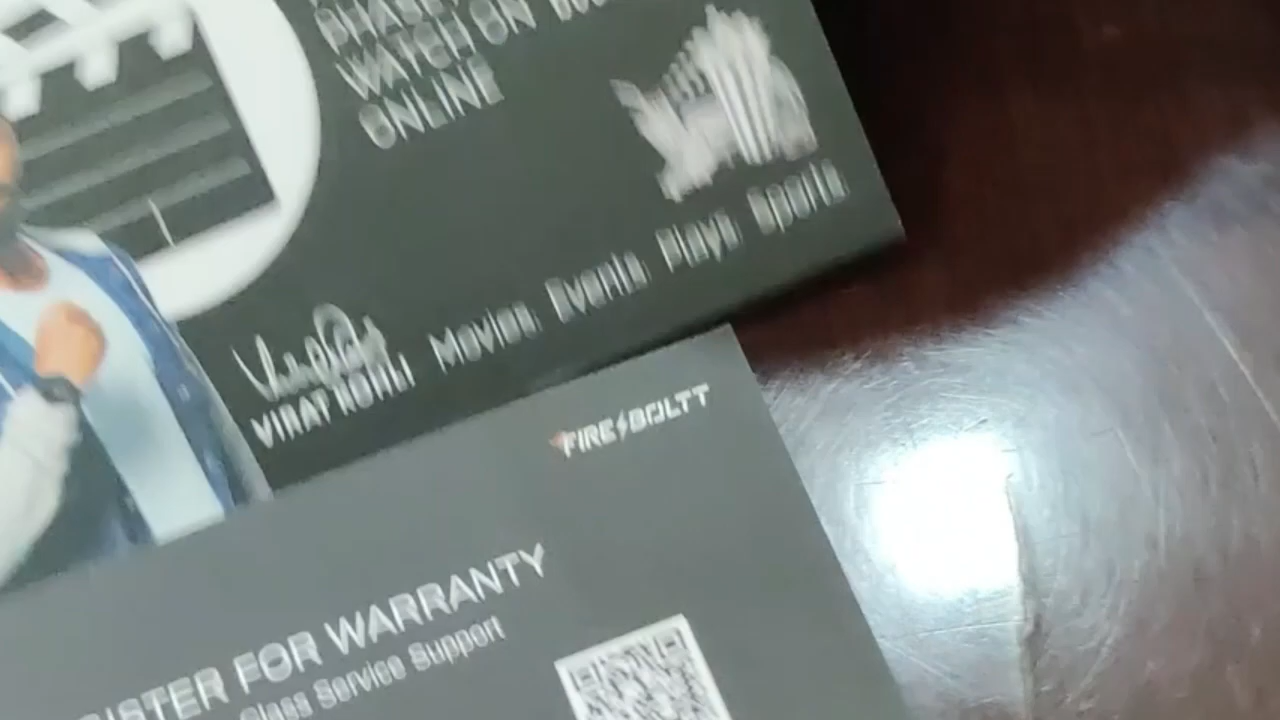 WATCH ON
ONLINE
Movies. Events. Plays. Sports.
VIRAT KOHLI
FIRE BOLTT
ISTER FOR WARRANTY
Class Service Support